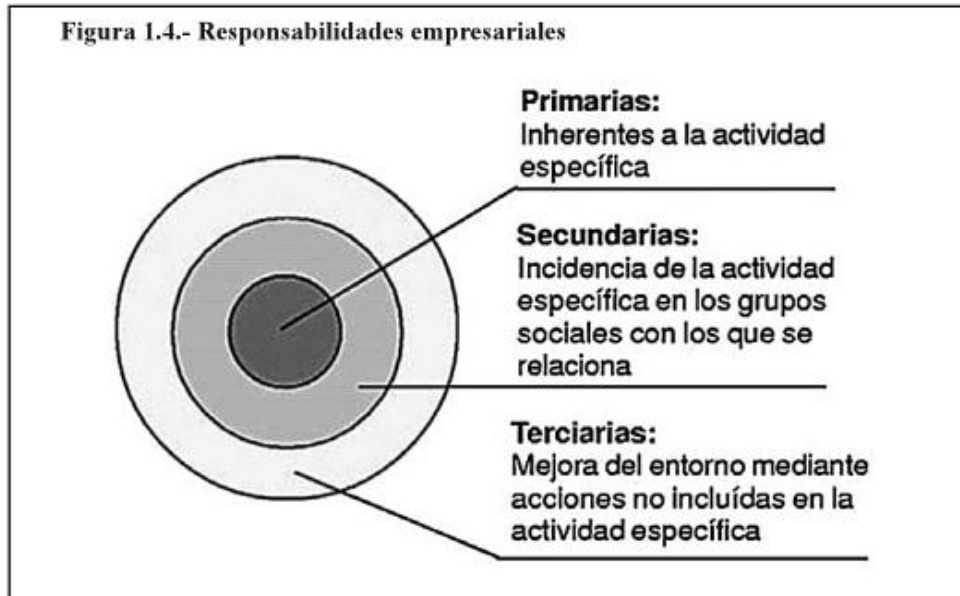 Figura 1.4.- Responsabilidades empresariales
Primarias:
Inherentes a la actividad
específica
Secundarias:
Incidencia de la actividad
específica en los grupos
sociales con los que se
relaciona
Terciarias:
Mejora del entorno mediante
acciones no incluídas en la
actividad específica